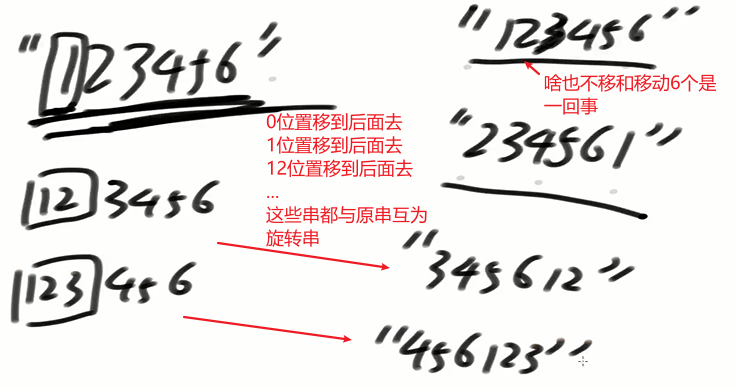 "123456"
"123456"
啥也不移和移动6个是
一回事
0位置移到后面去
1位置移到后面去
12位置移到后面去
...
这些串都与原串互为
旋转串
"234561"
123456
"345612"
123456
"456123"